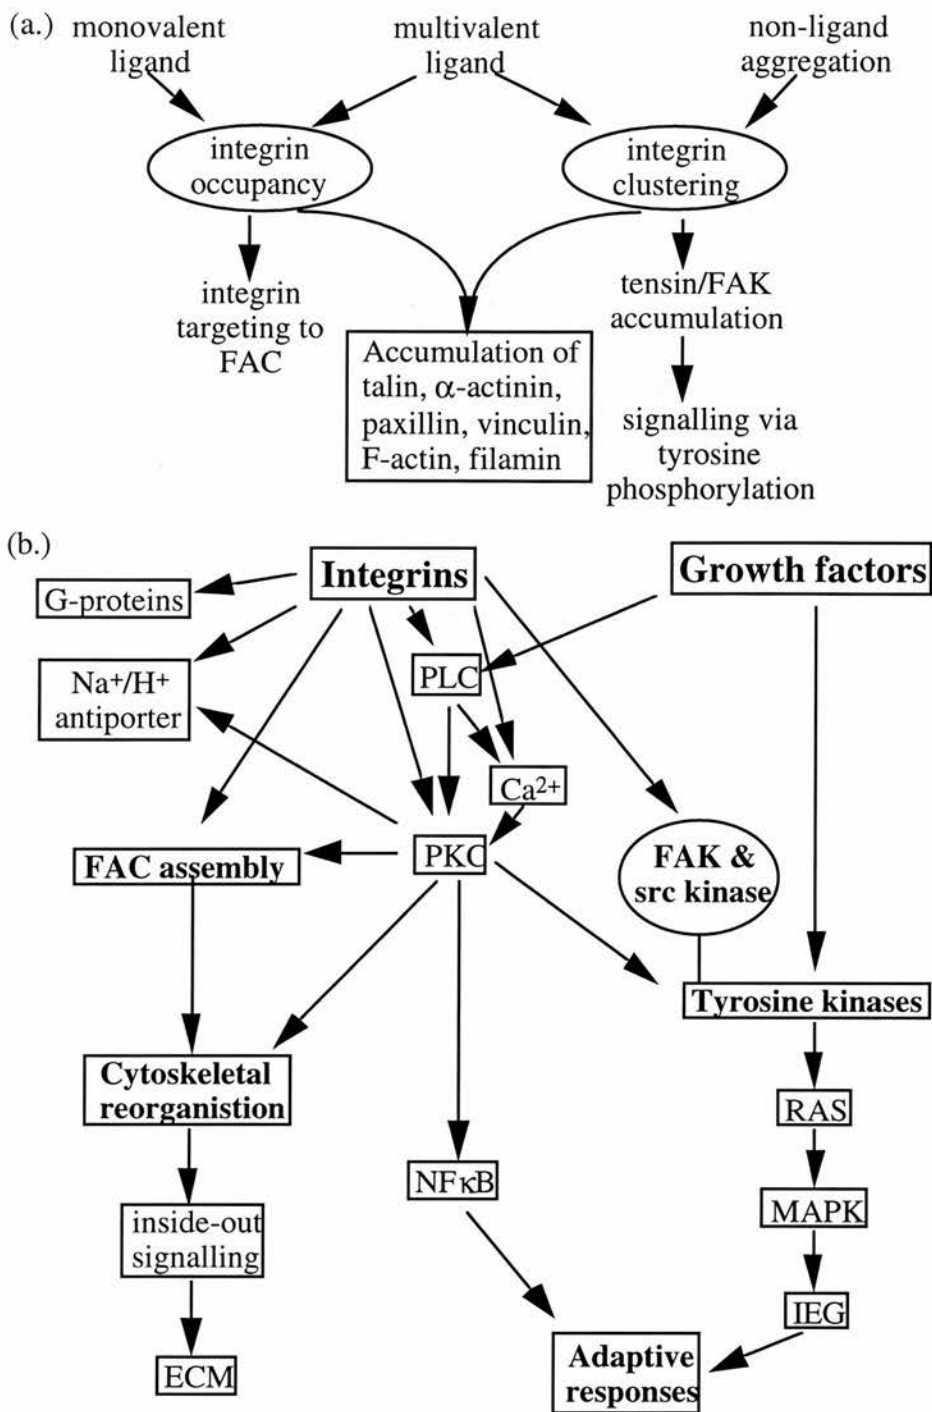 (a.)
monovalent
ligand
multivalent
ligand
non-ligand
aggregation
integrin
occupancy
integrin
clustering
integrin
targeting to
FAC
tensin/FAK
accumulation
Accumulation of
talin, α-actinin,
paxillin, vinculin,
F-actin, filamin
signalling via
tyrosine
phosphorylation
(b.)
Integrins
Growth factors
G-proteins
Na+/H+
antiporter
PLC
Ca2+
FAC assembly
PKC
FAK &
src kinase
Tyrosine kinases
Cytoskeletal
reorganistion
RAS
NFκB
MAPK
inside-out
signalling
IEG
ECM
Adaptive
responses